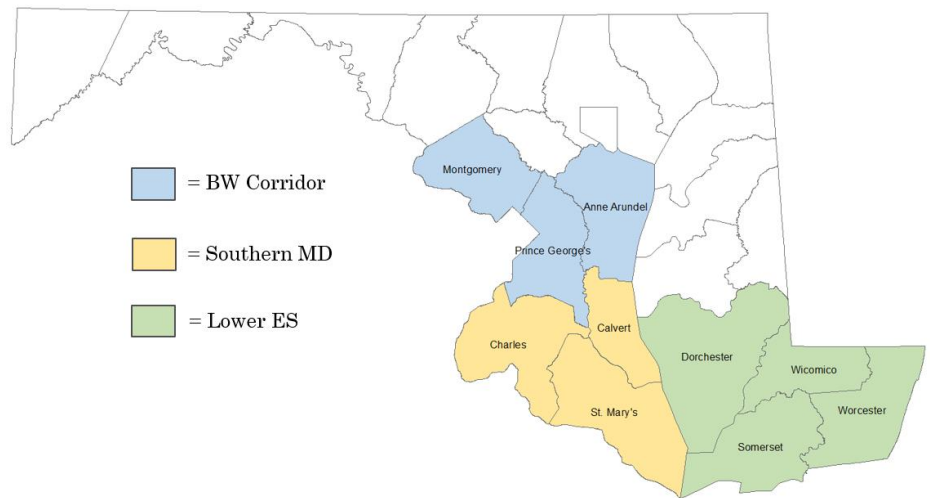 Montgomery
= BW Corridor
Anne Arundel
Prince George's
= Southern MD
= Lower ES
Calvert
Charles
Dorchester
Wicomico
St. Mary's
Worcester
Somerset